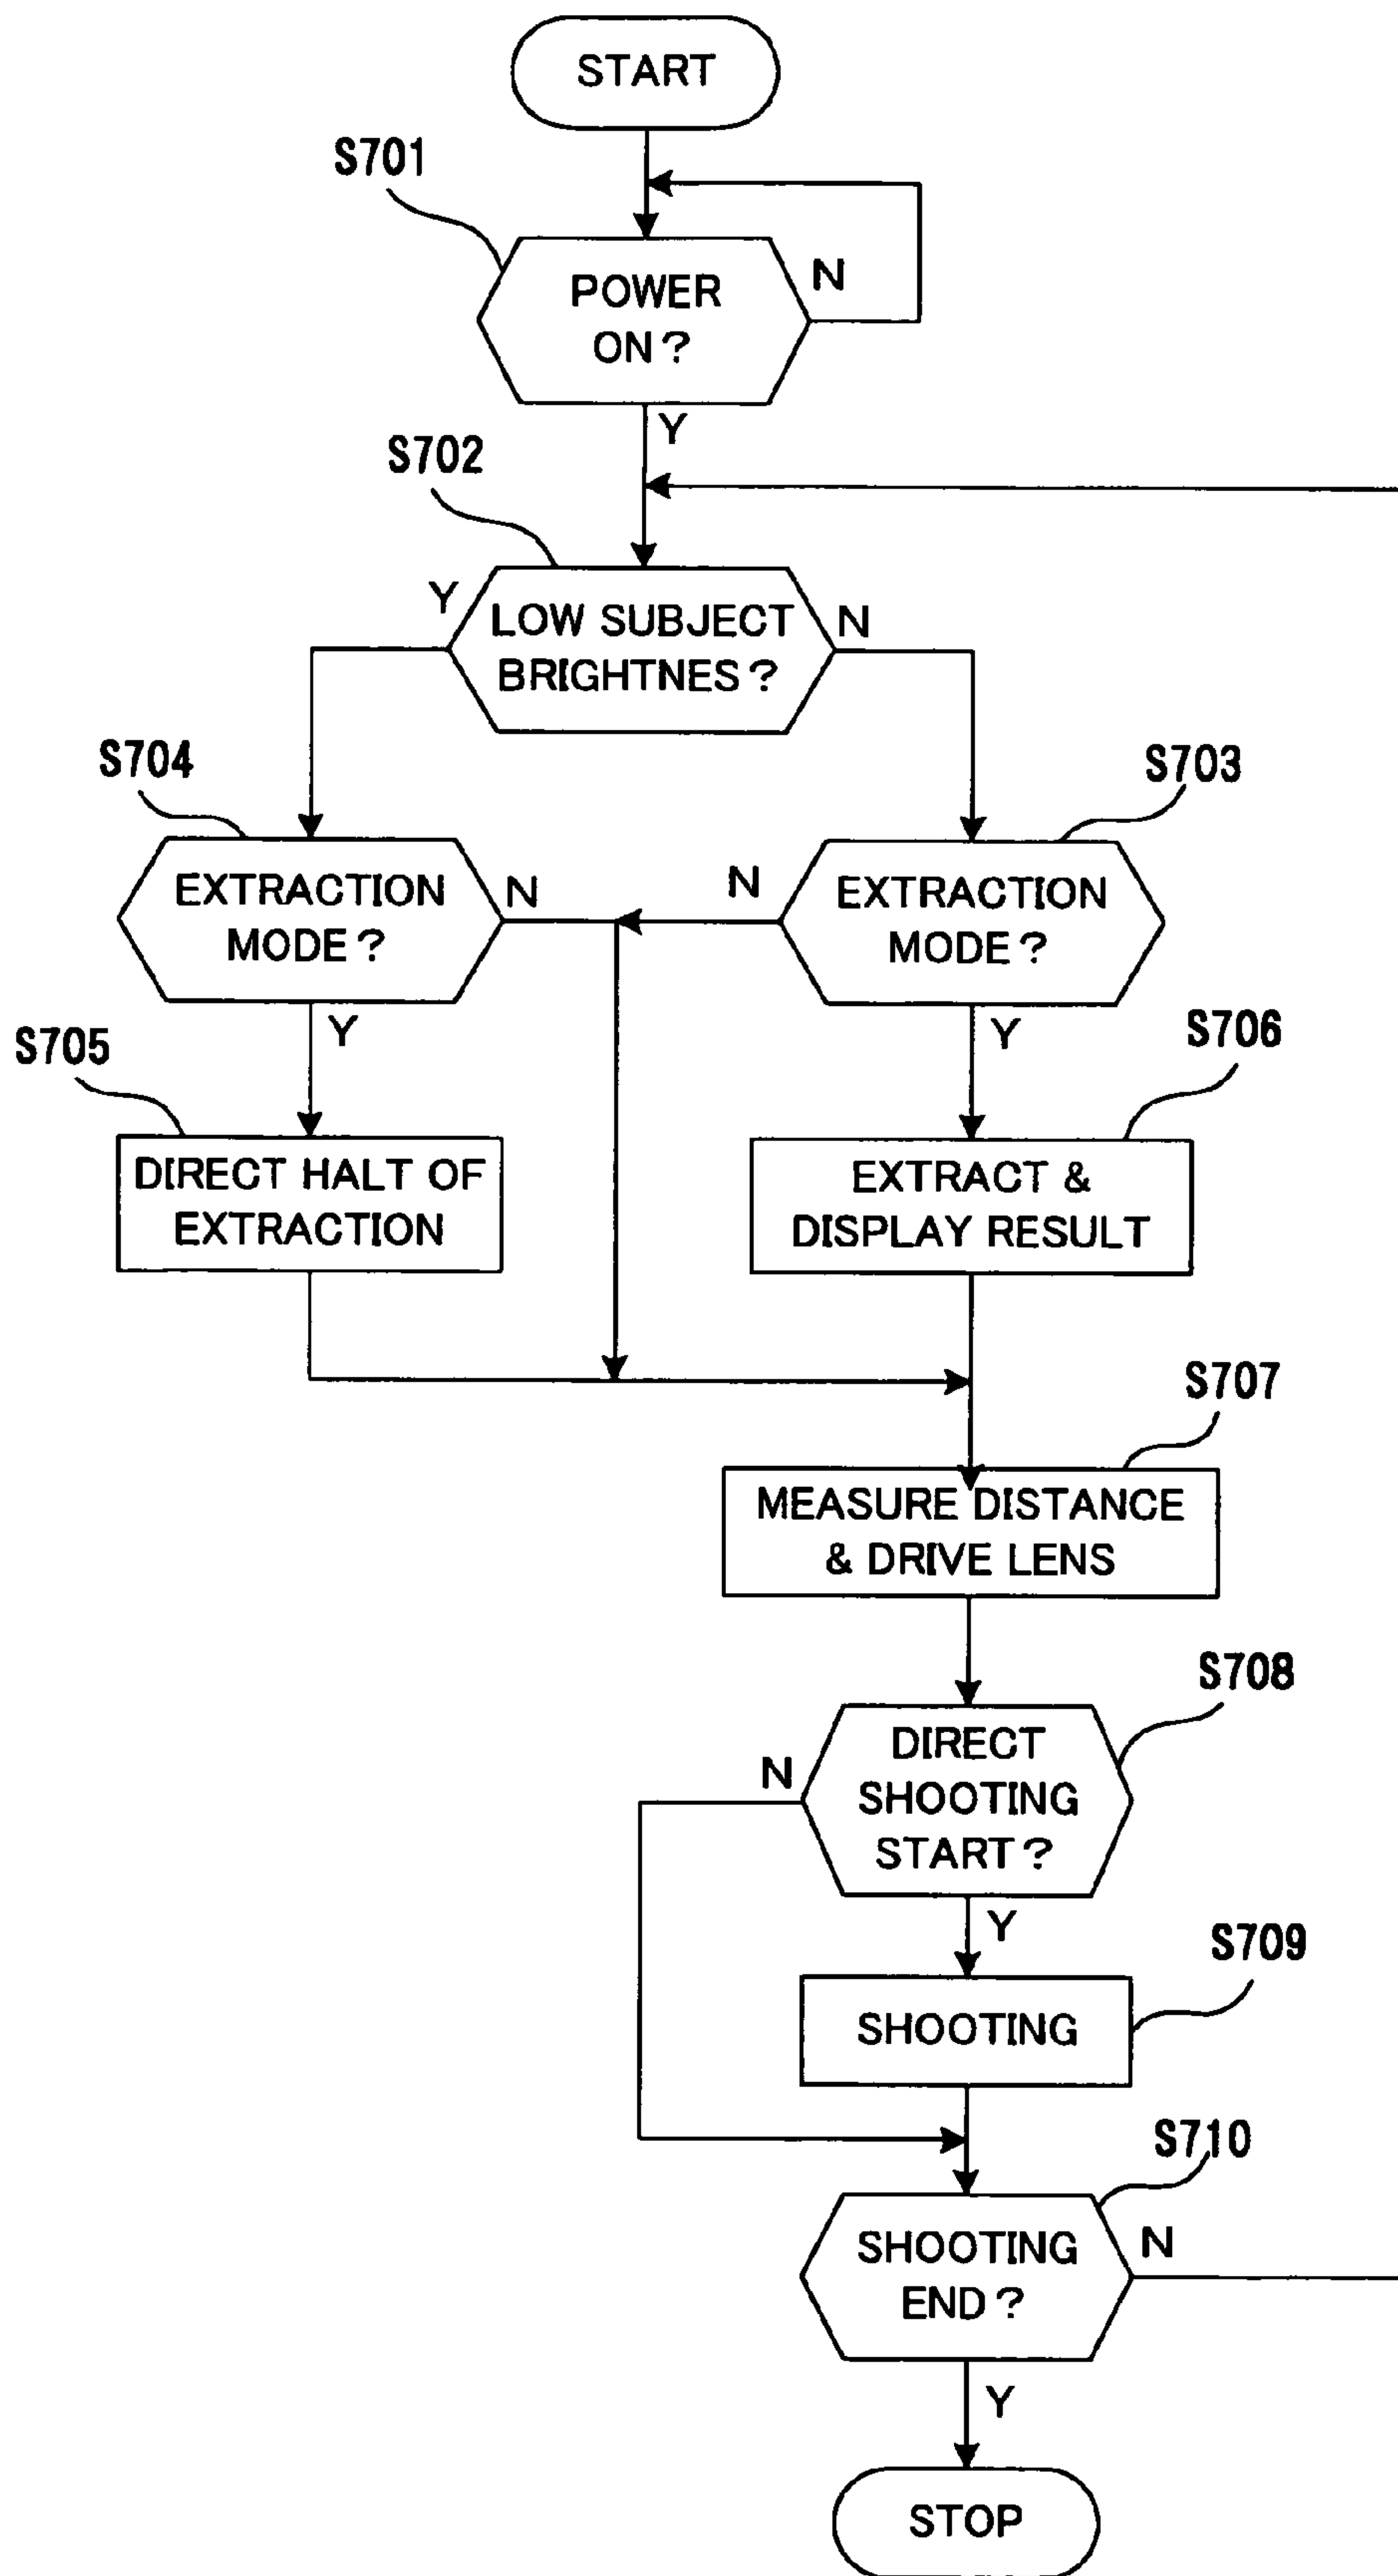 START
S701
POWER
ON?
N
Y
S702
Y
LOW SUBJECT
BRIGHTNES?
N
S704
S703
EXTRACTION
MODE?
N
N
EXTRACTION
MODE?
Y
Y
S705
S706
DIRECT HALT OF
EXTRACTION
EXTRACT &
DISPLAY RESULT
S707
MEASURE DISTANCE
& DRIVE LENS
S708
N
DIRECT
SHOOTING
START?
Y
S709
SHOOTING
S710
SHOOTING
END?
N
Y
STOP